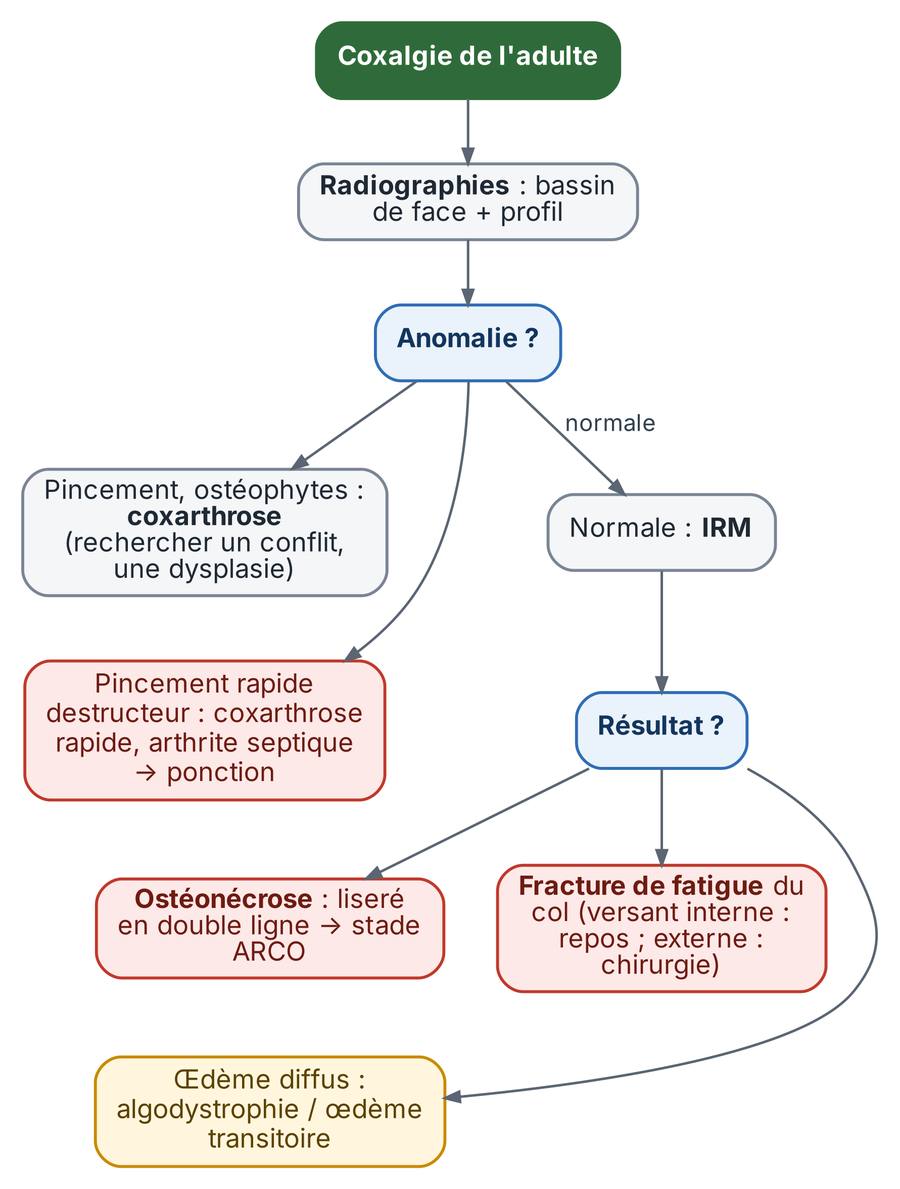 Coxalgie de l'adulte
Radiographies : bassin
de face + profil
Anomalie ?
normale
Pincement, ostéophytes :
coxarthrose
(rechercher un conflit,
une dysplasie)
Normale : IRM
Pincement rapide
destructeur : coxarthrose
rapide, arthrite septique
→ ponction
Résultat ?
Ostéonécrose : liseré
en double ligne → stade
ARCO
Fracture de fatigue du
col (versant interne :
repos ; externe :
chirurgie)
Œdème diffus :
algodystrophie / œdème
transitoire